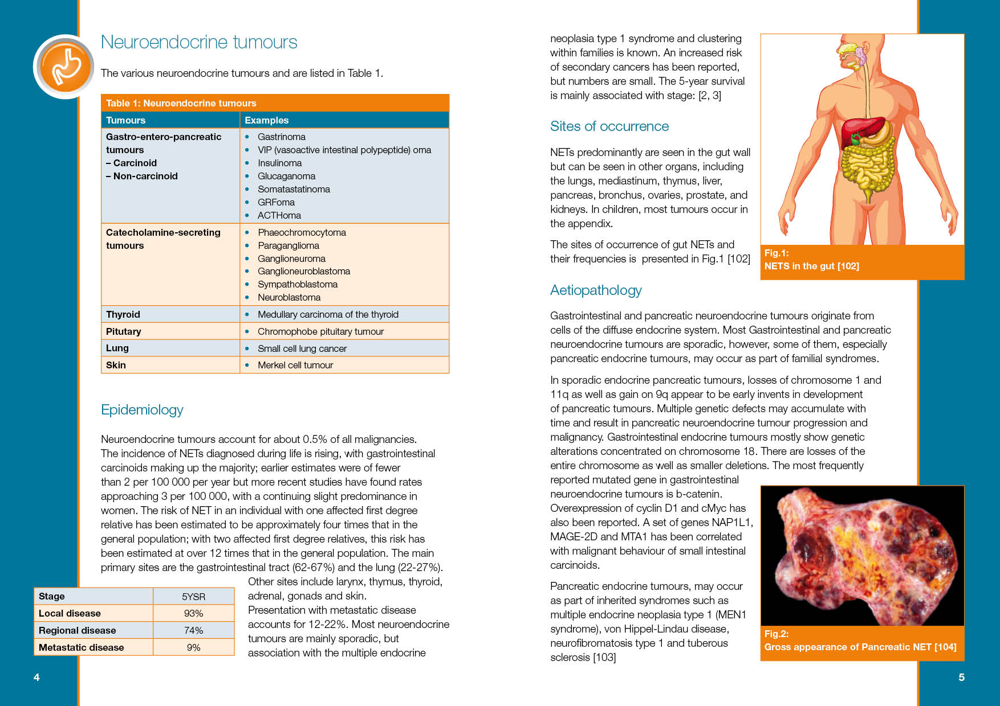 Neuroendocrine tumours
The various neuroendocrine tumours and are listed in Table 1.
Table 1: Neuroendocrine tumours
Tumours Examples
Gastro-entero-pancreatic
tumours
– Carcinoid
– Non-carcinoid
• Gastrinoma
• VIP (vasoactive intestinal polypeptide) oma
• Insulinoma
• Glucaganoma
• Somatastatinoma
• GRFoma
• ACTHoma
Catecholamine-secreting
tumours
• Phaeochromocytoma
• Paraganglioma
• Ganglioneuroma
• Ganglioneuroblastoma
• Sympathoblastoma
• Neuroblastoma
Thyroid • Medullary carcinoma of the thyroid
Pitutary • Chromophobe pituitary tumour
Lung • Small cell lung cancer
Skin • Merkel cell tumour
Epidemiology
Neuroendocrine tumours account for about 0.5% of all malignancies.
The incidence of NETs diagnosed during life is rising, with gastrointestinal
carcinoids making up the majority; earlier estimates were of fewer
than 2 per 100 000 per year but more recent studies have found rates
approaching 3 per 100 000, with a continuing slight predominance in
women. The risk of NET in an individual with one affected first degree
relative has been estimated to be approximately four times that in the
general population; with two affected first degree relatives, this risk has
been estimated at over 12 times that in the general population. The main
primary sites are the gastrointestinal tract (62-67%) and the lung (22-27%).
Other sites include larynx, thymus, thyroid,
adrenal, gonads and skin.
Presentation with metastatic disease
accounts for 12-22%. Most neuroendocrine
tumours are mainly sporadic, but
association with the multiple endocrine
Stage 5YSR
Local disease 93%
Regional disease 74%
Metastatic disease 9%
4
neoplasia type 1 syndrome and clustering
within families is known. An increased risk
of secondary cancers has been reported,
but numbers are small. The 5-year survival
is mainly associated with stage: [2, 3]
Sites of occurrence
NETs predominantly are seen in the gut wall
but can be seen in other organs, including
the lungs, mediastinum, thymus, liver,
pancreas, bronchus, ovaries, prostate, and
kidneys. In children, most tumours occur in
the appendix.
The sites of occurrence of gut NETs and
their frequencies is presented in Fig.1 [102]
Fig.1:
NETS in the gut [102]
Aetiopathology
Gastrointestinal and pancreatic neuroendocrine tumours originate from
cells of the diffuse endocrine system. Most Gastrointestinal and pancreatic
neuroendocrine tumours are sporadic, however, some of them, especially
pancreatic endocrine tumours, may occur as part of familial syndromes.
In sporadic endocrine pancreatic tumours, losses of chromosome 1 and
11q as well as gain on 9q appear to be early invents in development
of pancreatic tumours. Multiple genetic defects may accumulate with
time and result in pancreatic neuroendocrine tumour progression and
malignancy. Gastrointestinal endocrine tumours mostly show genetic
alterations concentrated on chromosome 18. There are losses of the
entire chromosome as well as smaller deletions. The most frequently
reported mutated gene in gastrointestinal
neuroendocrine tumours is b-catenin.
Overexpression of cyclin D1 and cMyc has
also been reported. A set of genes NAP1L1,
MAGE-2D and MTA1 has been correlated
with malignant behaviour of small intestinal
carcinoids.
Pancreatic endocrine tumours, may occur
as part of inherited syndromes such as
multiple endocrine neoplasia type 1 (MEN1
syndrome), von Hippel-Lindau disease,
neurofibromatosis type 1 and tuberous
sclerosis [103]
Fig.2:
Gross appearance of Pancreatic NET [104]
5